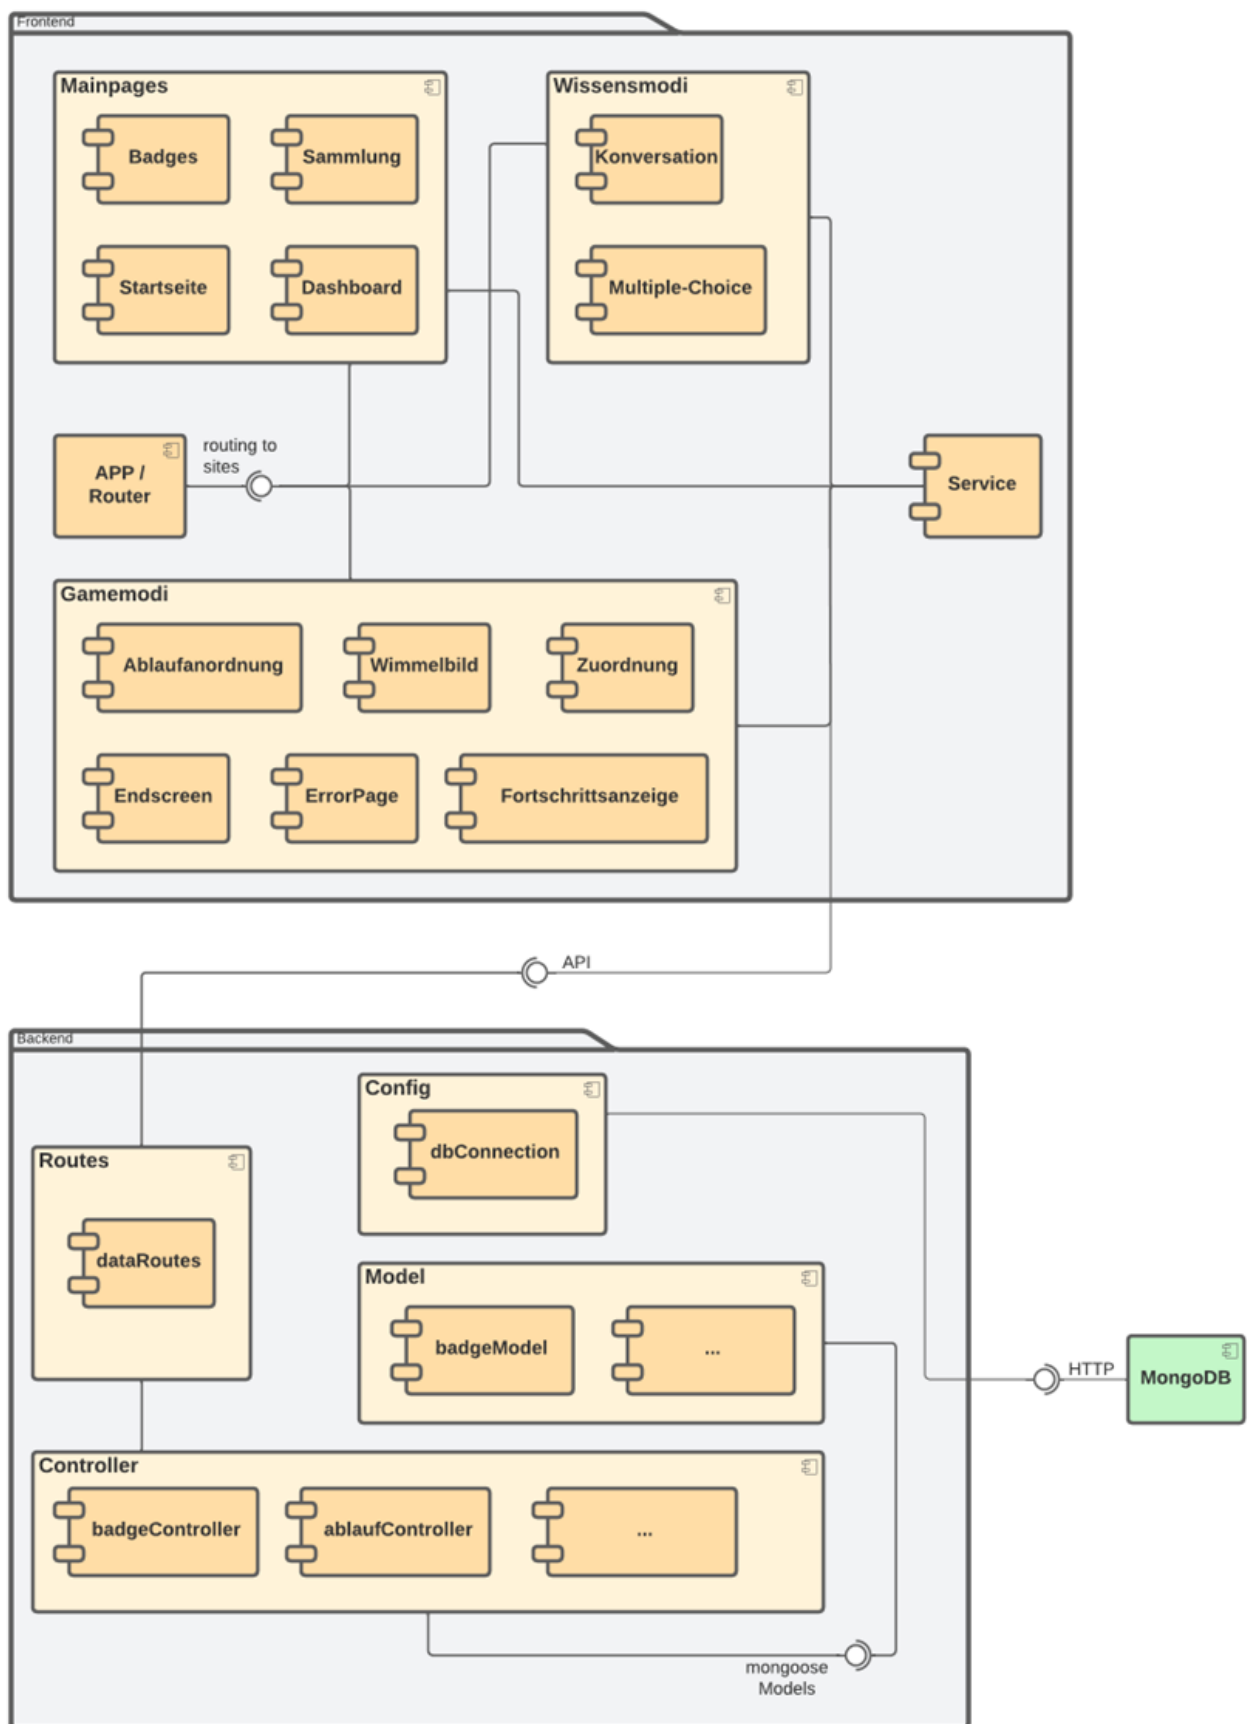 Frontend
Mainpages
Badges
Sammlung
Startseite
Dashboard
Wissensmodi
Konversation
Multiple-Choice
APP /
Router
routing to
sites
Service
Gamemodi
Ablaufanordnung
Wimmelbild
Zuordnung
Endscreen
ErrorPage
Fortschrittsanzeige
API
Backend
Config
dbConnection
Routes
dataRoutes
Model
badgeModel
...
HTTP
MongoDB
Controller
badgeController
ablaufController
...
mongoose
Models